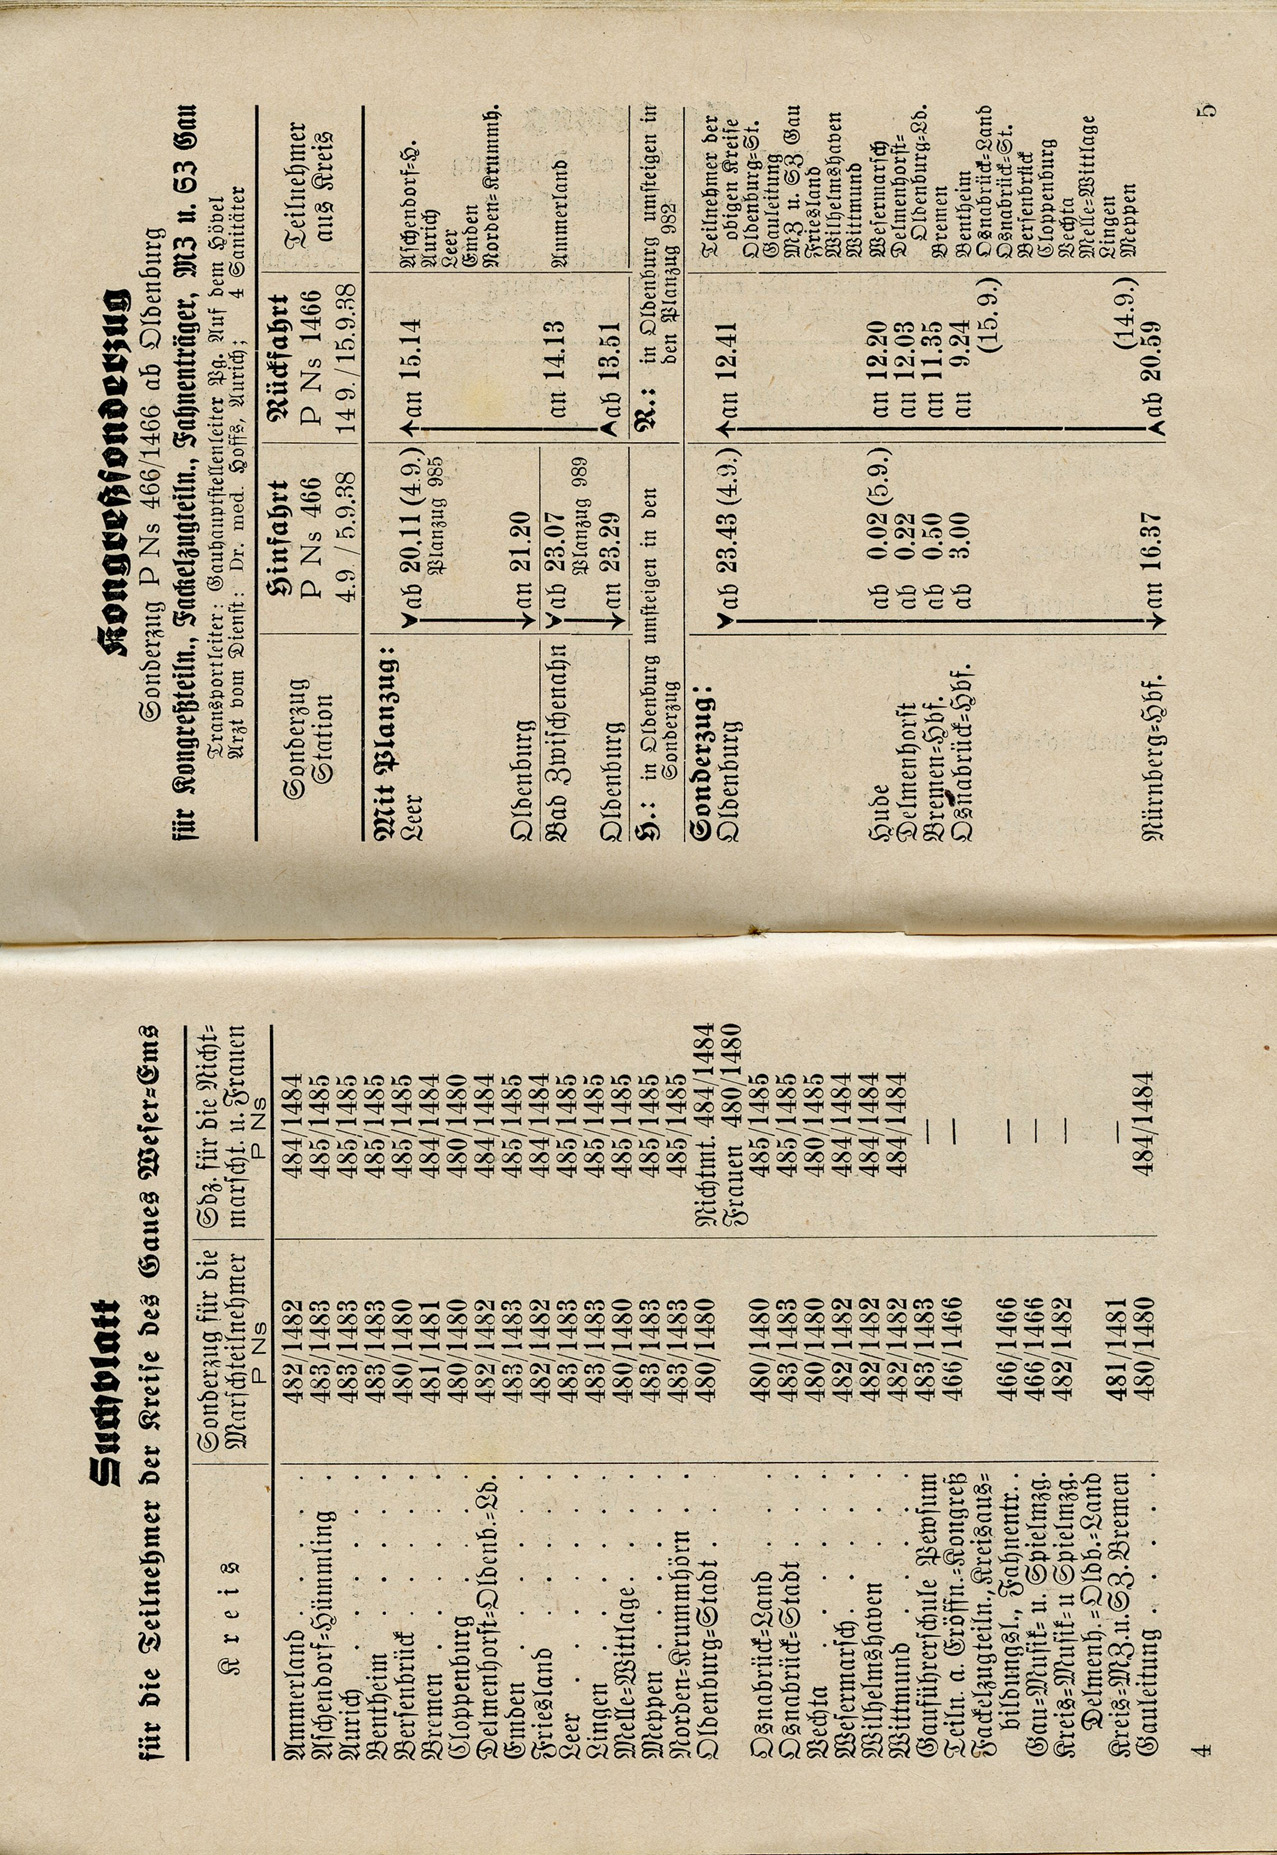 Suchblatt
für die Teilnehmer der Kreise des Gaues Weser-Ems
Kreis | Sonderzug für die Marschteilnehmer P Ns | Sdz. für die Nicht-marscht. u. Frauen P Ns
Ammerland . . . 482/1482 484/1484
Aschendorf-Hümmling 483/1483 485/1485
Aurich . . . . 483/1483 485/1485
Bentheim . . . 483/1483 485/1485
Bersenbrück . . . 480/1480 485/1485
Bremen . . . . 481/1481 484/1484
Cloppenburg . . . 480/1480 480/1480
Delmenhorst-Oldenb.-Ld. 482/1482 484/1484
Emden . . . . 483/1483 485/1485
Friesland . . . 482/1482 484/1484
Leer . . . . 483/1483 485/1485
Lingen . . . . 483/1483 485/1485
Melle-Wittlage . . . 480/1480 485/1485
Meppen . . . . 483/1483 485/1485
Norden-Krummhörn . . 483/1483 485/1485
Oldenburg-Stadt . . 480/1480 Nichtmt. 484/1484
Frauen 480/1480
Osnabrück-Land . . 480/1480 485/1485
Osnabrück-Stadt . . 483/1483 485/1485
Vechta . . . . 480/1480 480/1485
Wesermarsch . . . 482/1482 484/1484
Wilhelmshaven . . . 482/1482 484/1484
Wittmund . . . 482/1482 484/1484
Gauführerschule Pewsum 483/1483 —
Teiln. a. Eröffn.-Kongreß 466/1466 —
Fackelzugteiln., Kreisaus-
bildungsl., Fahnentr. . 466/1466 —
Gau-Musik- u. Spielmzg. 466/1466 —
Kreis-Musik- u Spielmzg. 482/1482 —
Delmenh.-Oldb.-Land
Kreis-MZ.u.SZ.Bremen 481/1481 —
Gauleitung . . . . 480/1480 484/1484
4
Kongreßsonderzug
Sonderzug P Ns 466/1466 ab Oldenburg
für Kongreßteiln., Fackelzugteiln., Fahnenträger, MZ u. SZ Gau
Transportleiter: Gauhauptstellenleiter Pg. Auf dem Hövel
Arzt vom Dienst: Dr. med. Hoffs, Aurich; 4 Sanitäter
Sonderzug Station | Hinfahrt P Ns 466 4.9. / 5.9.38 | Rückfahrt P Ns 1466 14 9./15.9.38 | Teilnehmer aus Kreis
Mit Planzug:
Leer ab 20.11 (4.9.) an 15.14 Aschendorf-H.
Planzug 985 Aurich
Leer
Emden
Norden-Krummh.
Oldenburg an 21.20
Bad Zwischenahn ab 23.07 an 14.13 Ammerland
Planzug 989
Oldenburg an 23.29 ab 13.51
H.: in Oldenburg umsteigen in den Sonderzug
R.: in Oldenburg umsteigen in den Planzug 982
Sonderzug:
Oldenburg ab 23.43 (4.9.) an 12.41 Teilnehmer der
obigen Kreise
Oldenburg-St.
Gauleitung
MZ u. SZ Gau
Friesland
Wilhelmshaven
Wittmund
Hude ab 0.02 (5.9.) an 12.20 Wesermarsch
Delmenhorst ab 0.22 an 12.03 Delmenhorst-
Oldenburg-Ld.
Bremen-Hbf. ab 0.50 an 11.35 Bremen
Osnabrück-Hbf. ab 3.00 an 9.24 Bentheim
(15. 9.) Osnabrück-Land
Osnabrück-St.
Bersenbrück
Cloppenburg
Vechta
Melle-Wittlage
Lingen
(14.9.) Meppen
Nürnberg-Hbf. an 16.37 ab 20.59
5